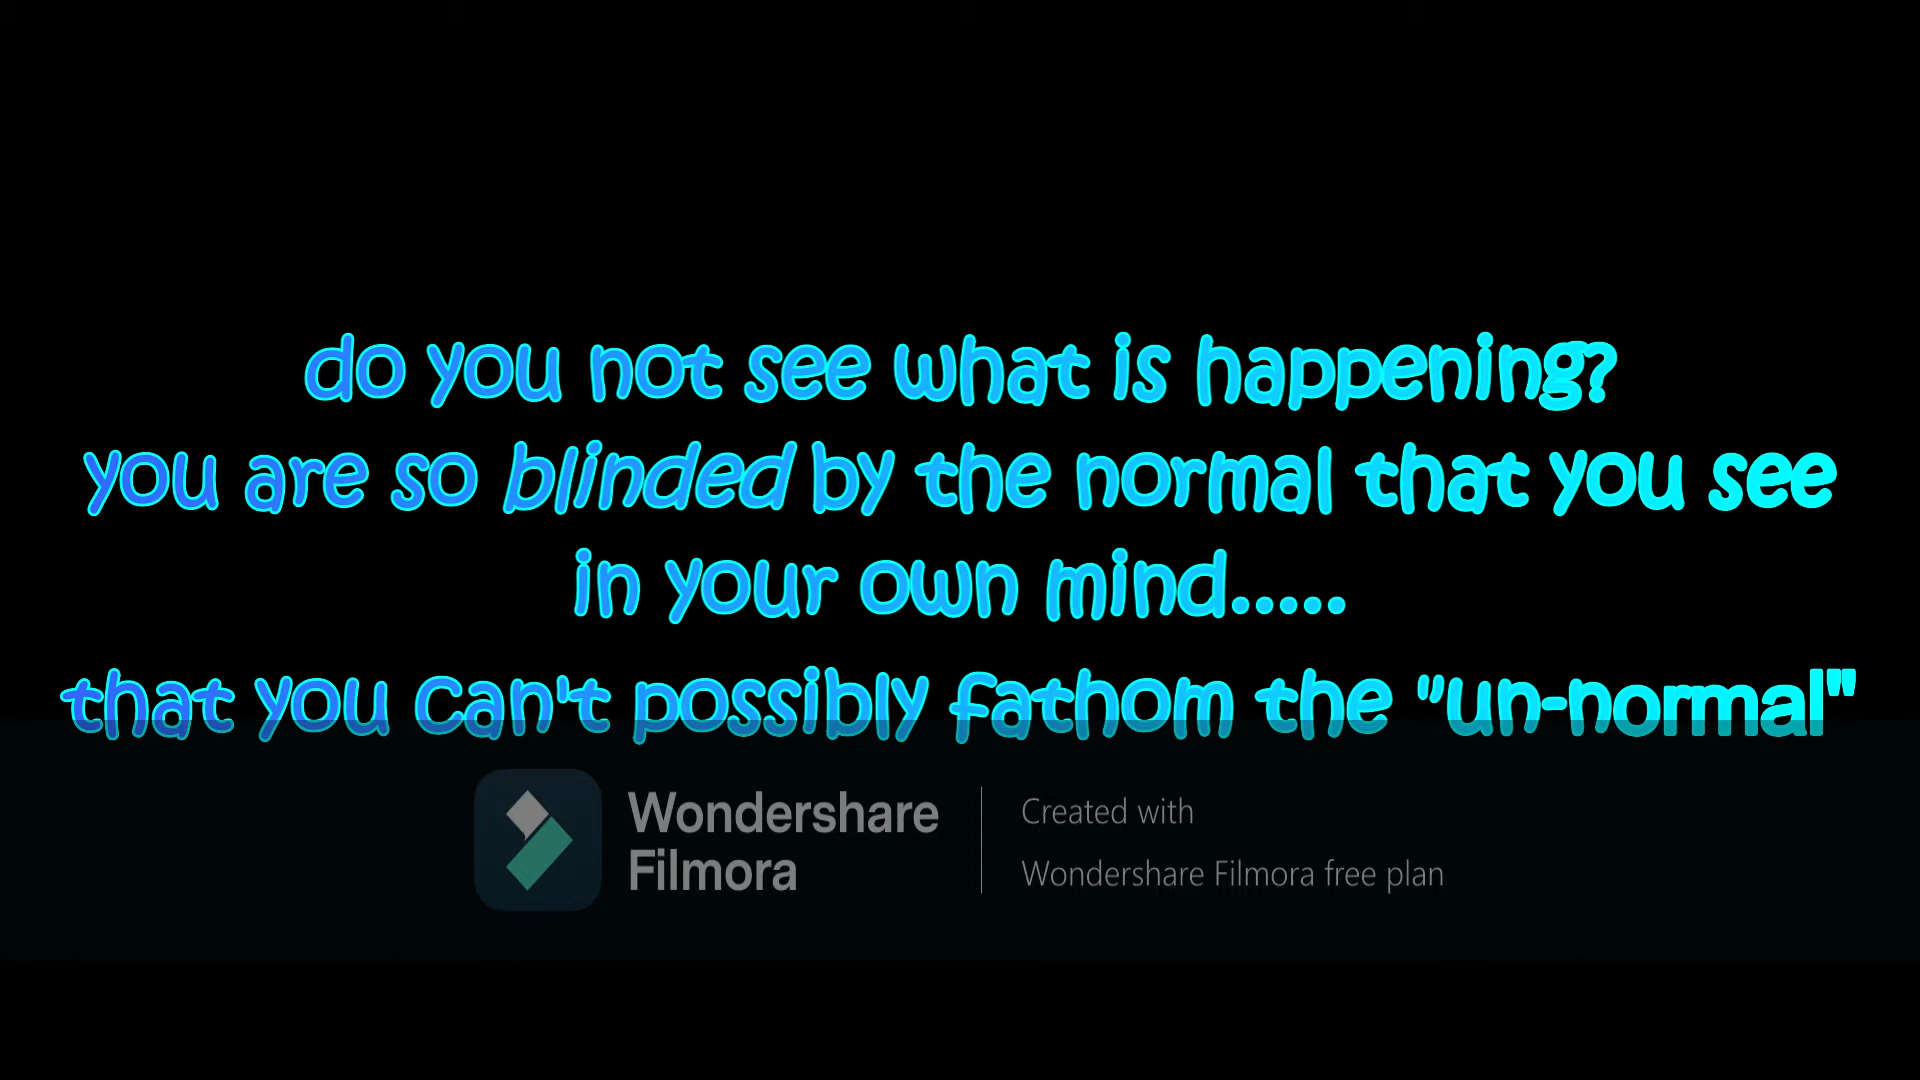 do you not see what is happening?
you are so blinded by the normal that you see
in your own mind.....
that you can't possibly fathom the "un-normal"
Wondershare
Filmora
Created with
Wondershare Filmora free plan